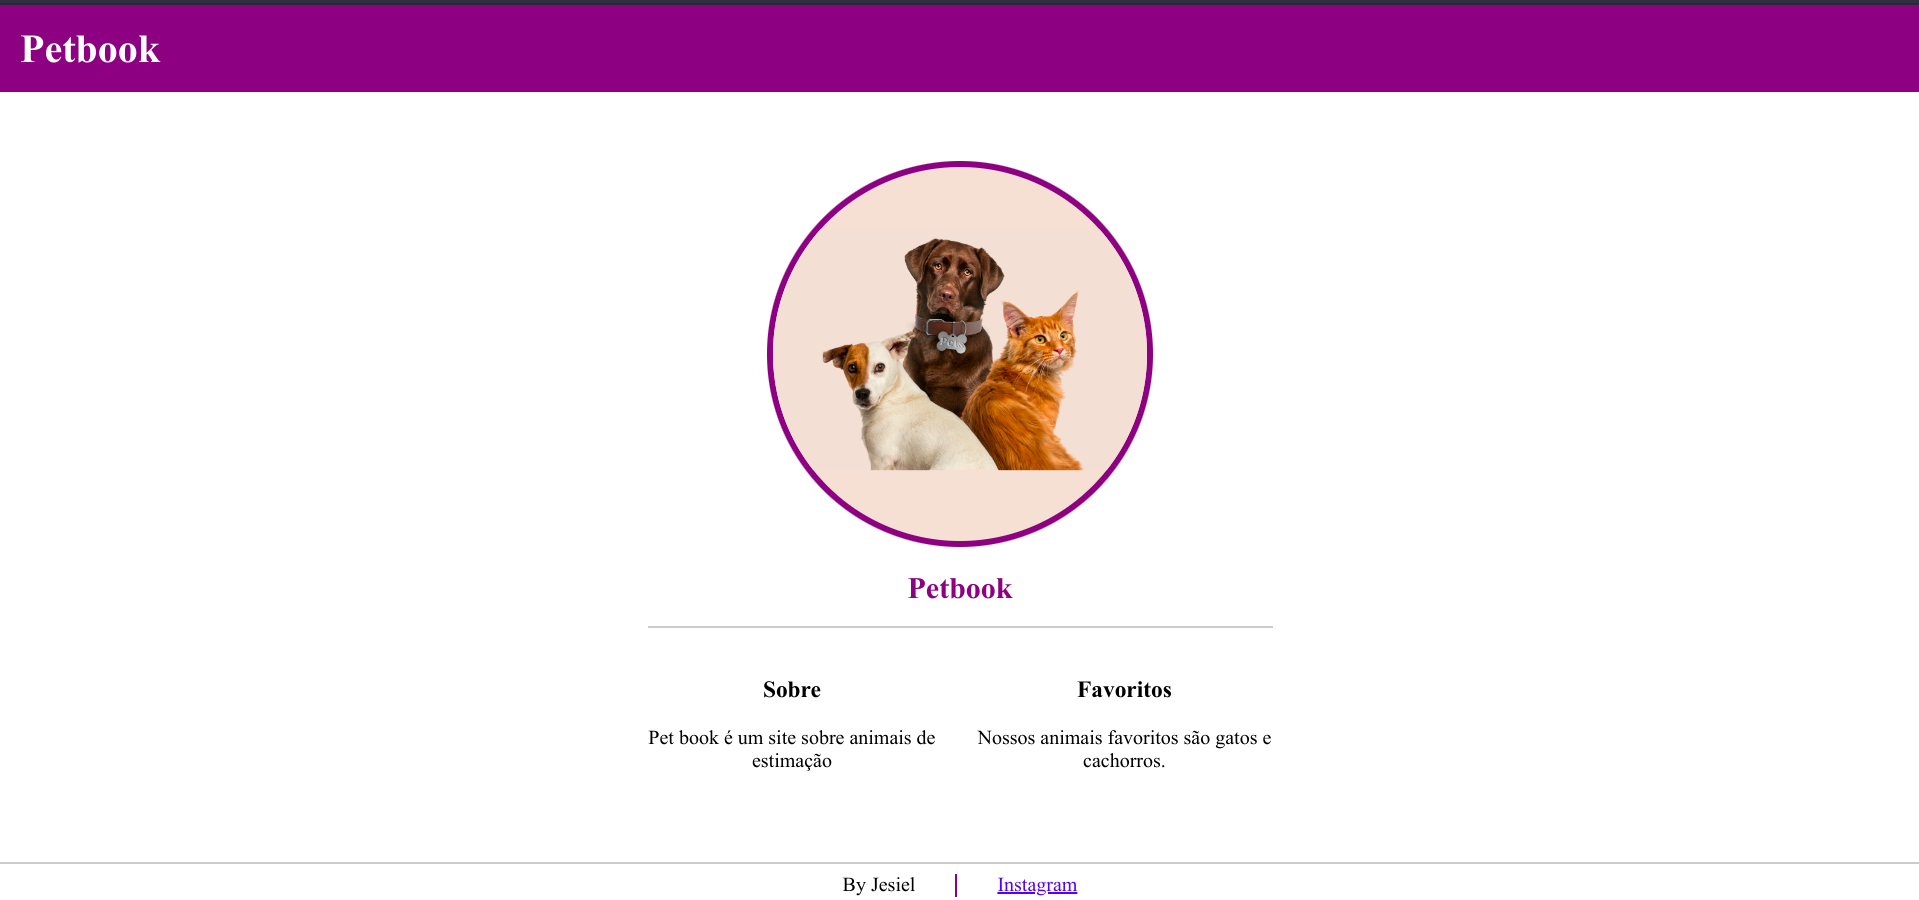 Petbook
Petbook
Sobre
Pet book é um site sobre animais de
estimação
Favoritos
Nossos animais favoritos são gatos e
cachorros.
By Jesiel
Instagram